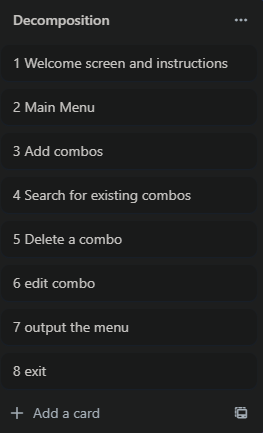 Decomposition
1 Welcome screen and instructions
2 Main Menu
3 Add combos
4 Search for existing combos
5 Delete a combo
6 edit combo
7 output the menu
8 exit
Add a card